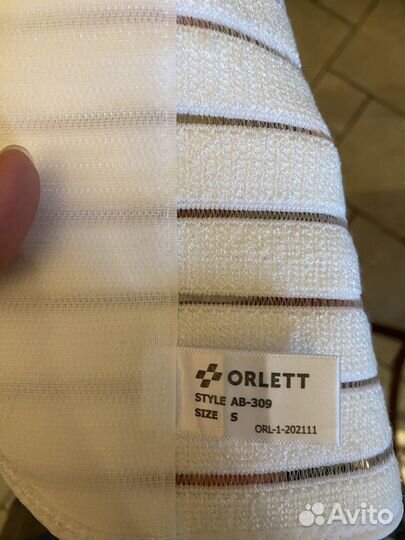 ORLETT
STYLE AB-309
SIZE S
ORL-1-202111
Avito